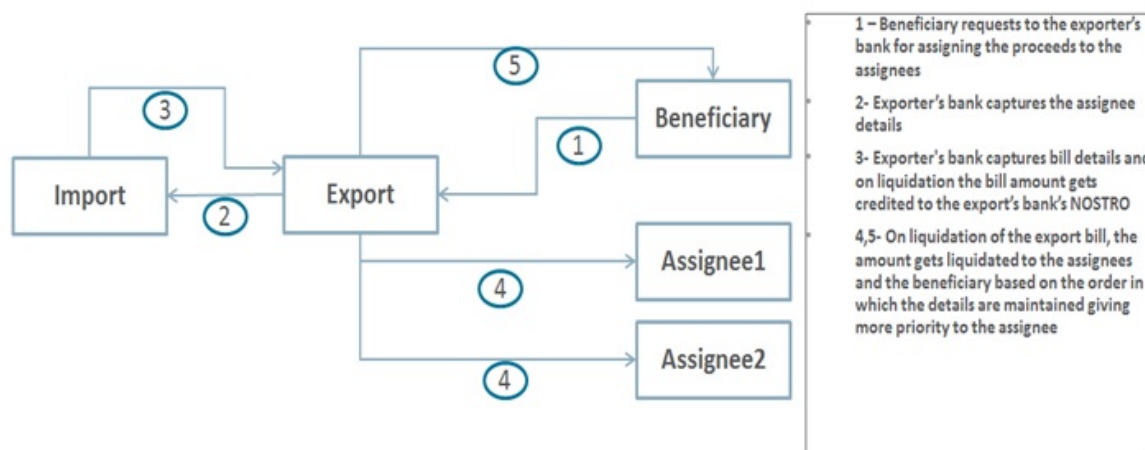 5
3
Beneficiary
1
Import
Export
2
Assignee1
4
Assignee2
4
1 – Beneficiary requests to the exporter's
bank for assigning the proceeds to the
assignees
2- Exporter's bank captures the assignee
details
3- Exporter's bank captures bill details and
on liquidation the bill amount gets
credited to the export's bank's NOSTRO
4,5- On liquidation of the export bill, the
amount gets liquidated to the assignees
and the beneficiary based on the order in
which the details are maintained giving
more priority to the assignee